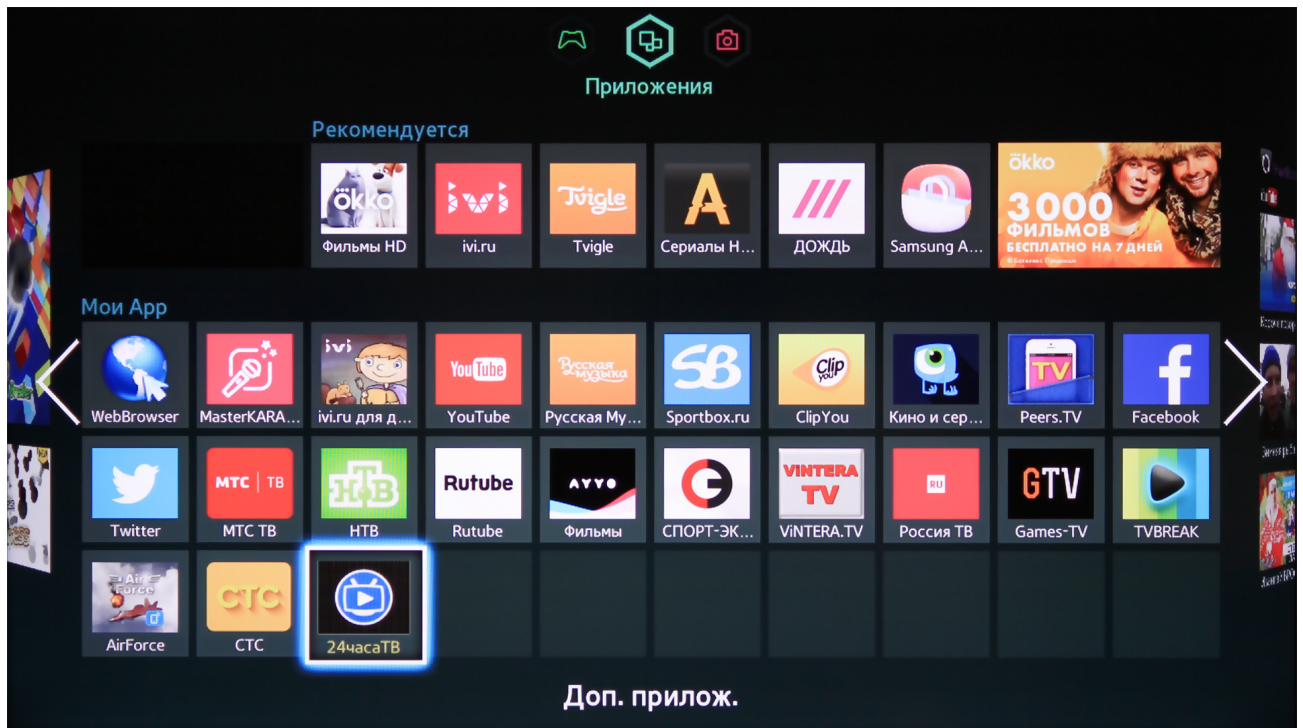 Приложения
Рекомендуется
ökko
Фильмы HD
ivi
ivi.ru
Tvigle
Tvigle
А
Сериалы Н...
ДОЖДЬ
Samsung A...
ökko
3 000
ФИЛЬМОВ
БЕСПЛАТНО НА 7 ДНЕЙ
Мои App
WebBrowser
MasterKARA...
ivi
ivi.ru для д...
YouTube
YouTube
Русская
музыка
Русская Му...
SB
Sportbox.ru
Clip
YOU
ClipYou
Кино и сер...
TV
Peers.TV
f
Facebook
Twitter
МТС | ТВ
МТС ТВ
НТВ
НТВ
Rutube
Rutube
AYYO
Фильмы
СПОРТ-ЭК...
VINTERA
TV
ViNTERA.TV
RU
Россия ТВ
GTV
Games-TV
TVBREAK
Air
Force
AirForce
СТС
СТС
24часаТВ
Доп. прилож.